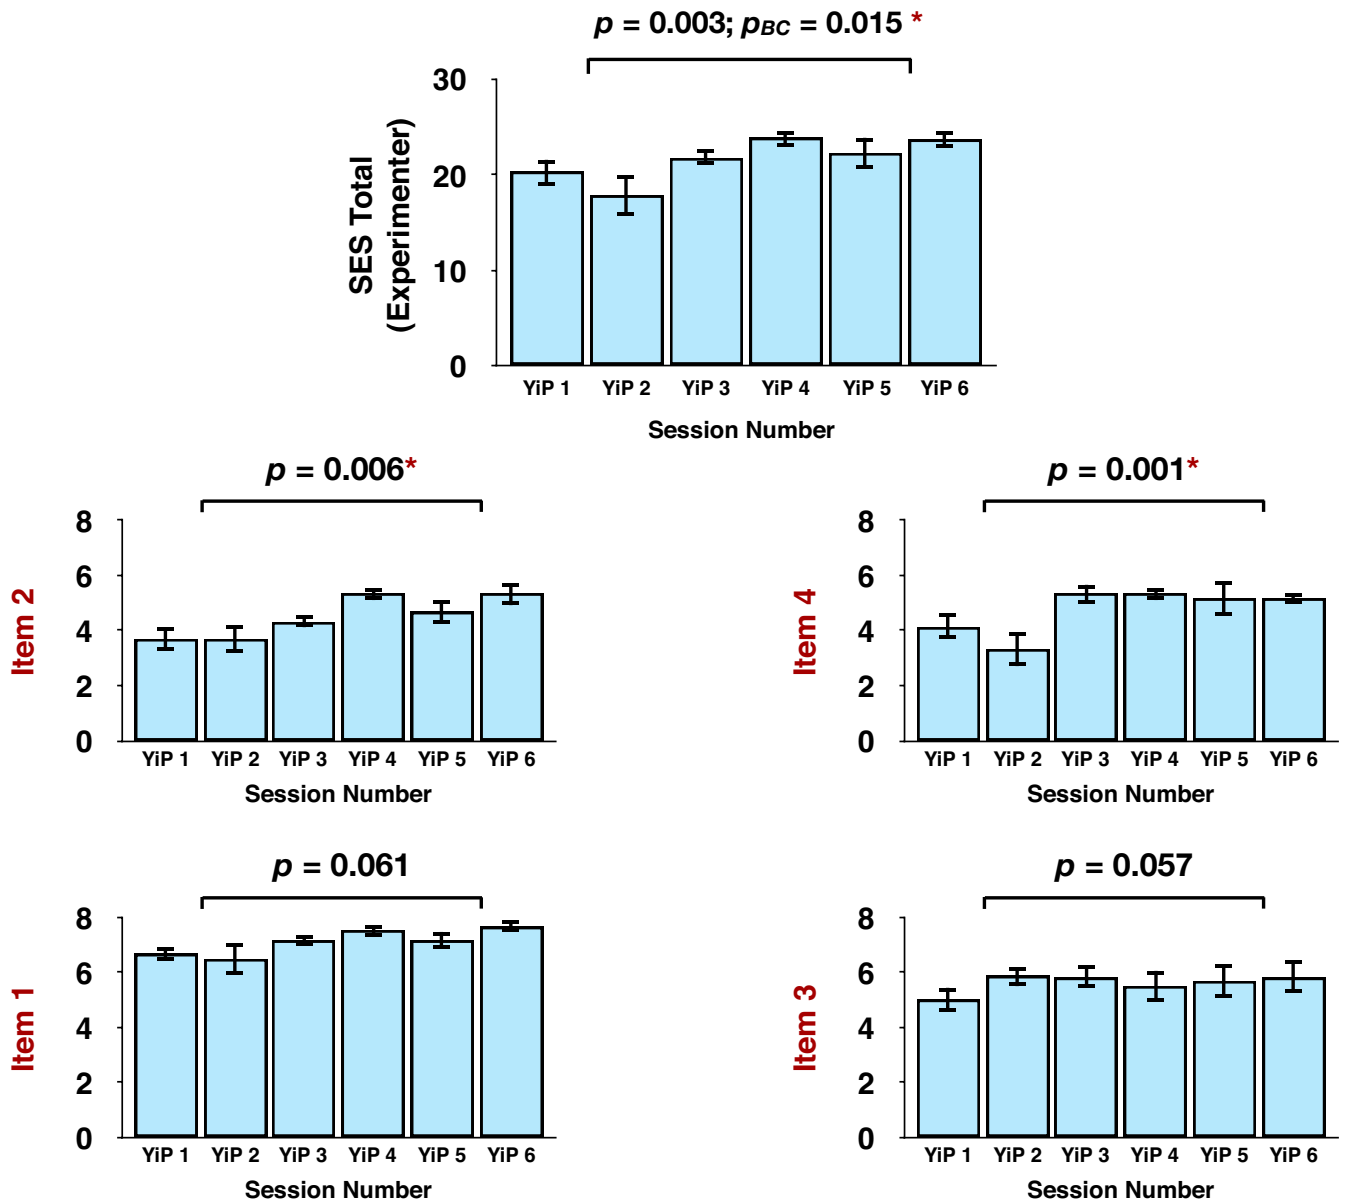 p = 0.003; pBC = 0.015 *
SES Total
(Experimenter)
30
20
10
0
YiP 1 YiP 2 YiP 3 YiP 4 YiP 5 YiP 6
Session Number
p = 0.006*
Item 2
8
6
4
2
0
YiP 1 YiP 2 YiP 3 YiP 4 YiP 5 YiP 6
Session Number
p = 0.001*
Item 4
8
6
4
2
0
YiP 1 YiP 2 YiP 3 YiP 4 YiP 5 YiP 6
Session Number
p = 0.061
Item 1
8
6
4
2
0
YiP 1 YiP 2 YiP 3 YiP 4 YiP 5 YiP 6
Session Number
p = 0.057
Item 3
8
6
4
2
0
YiP 1 YiP 2 YiP 3 YiP 4 YiP 5 YiP 6
Session Number